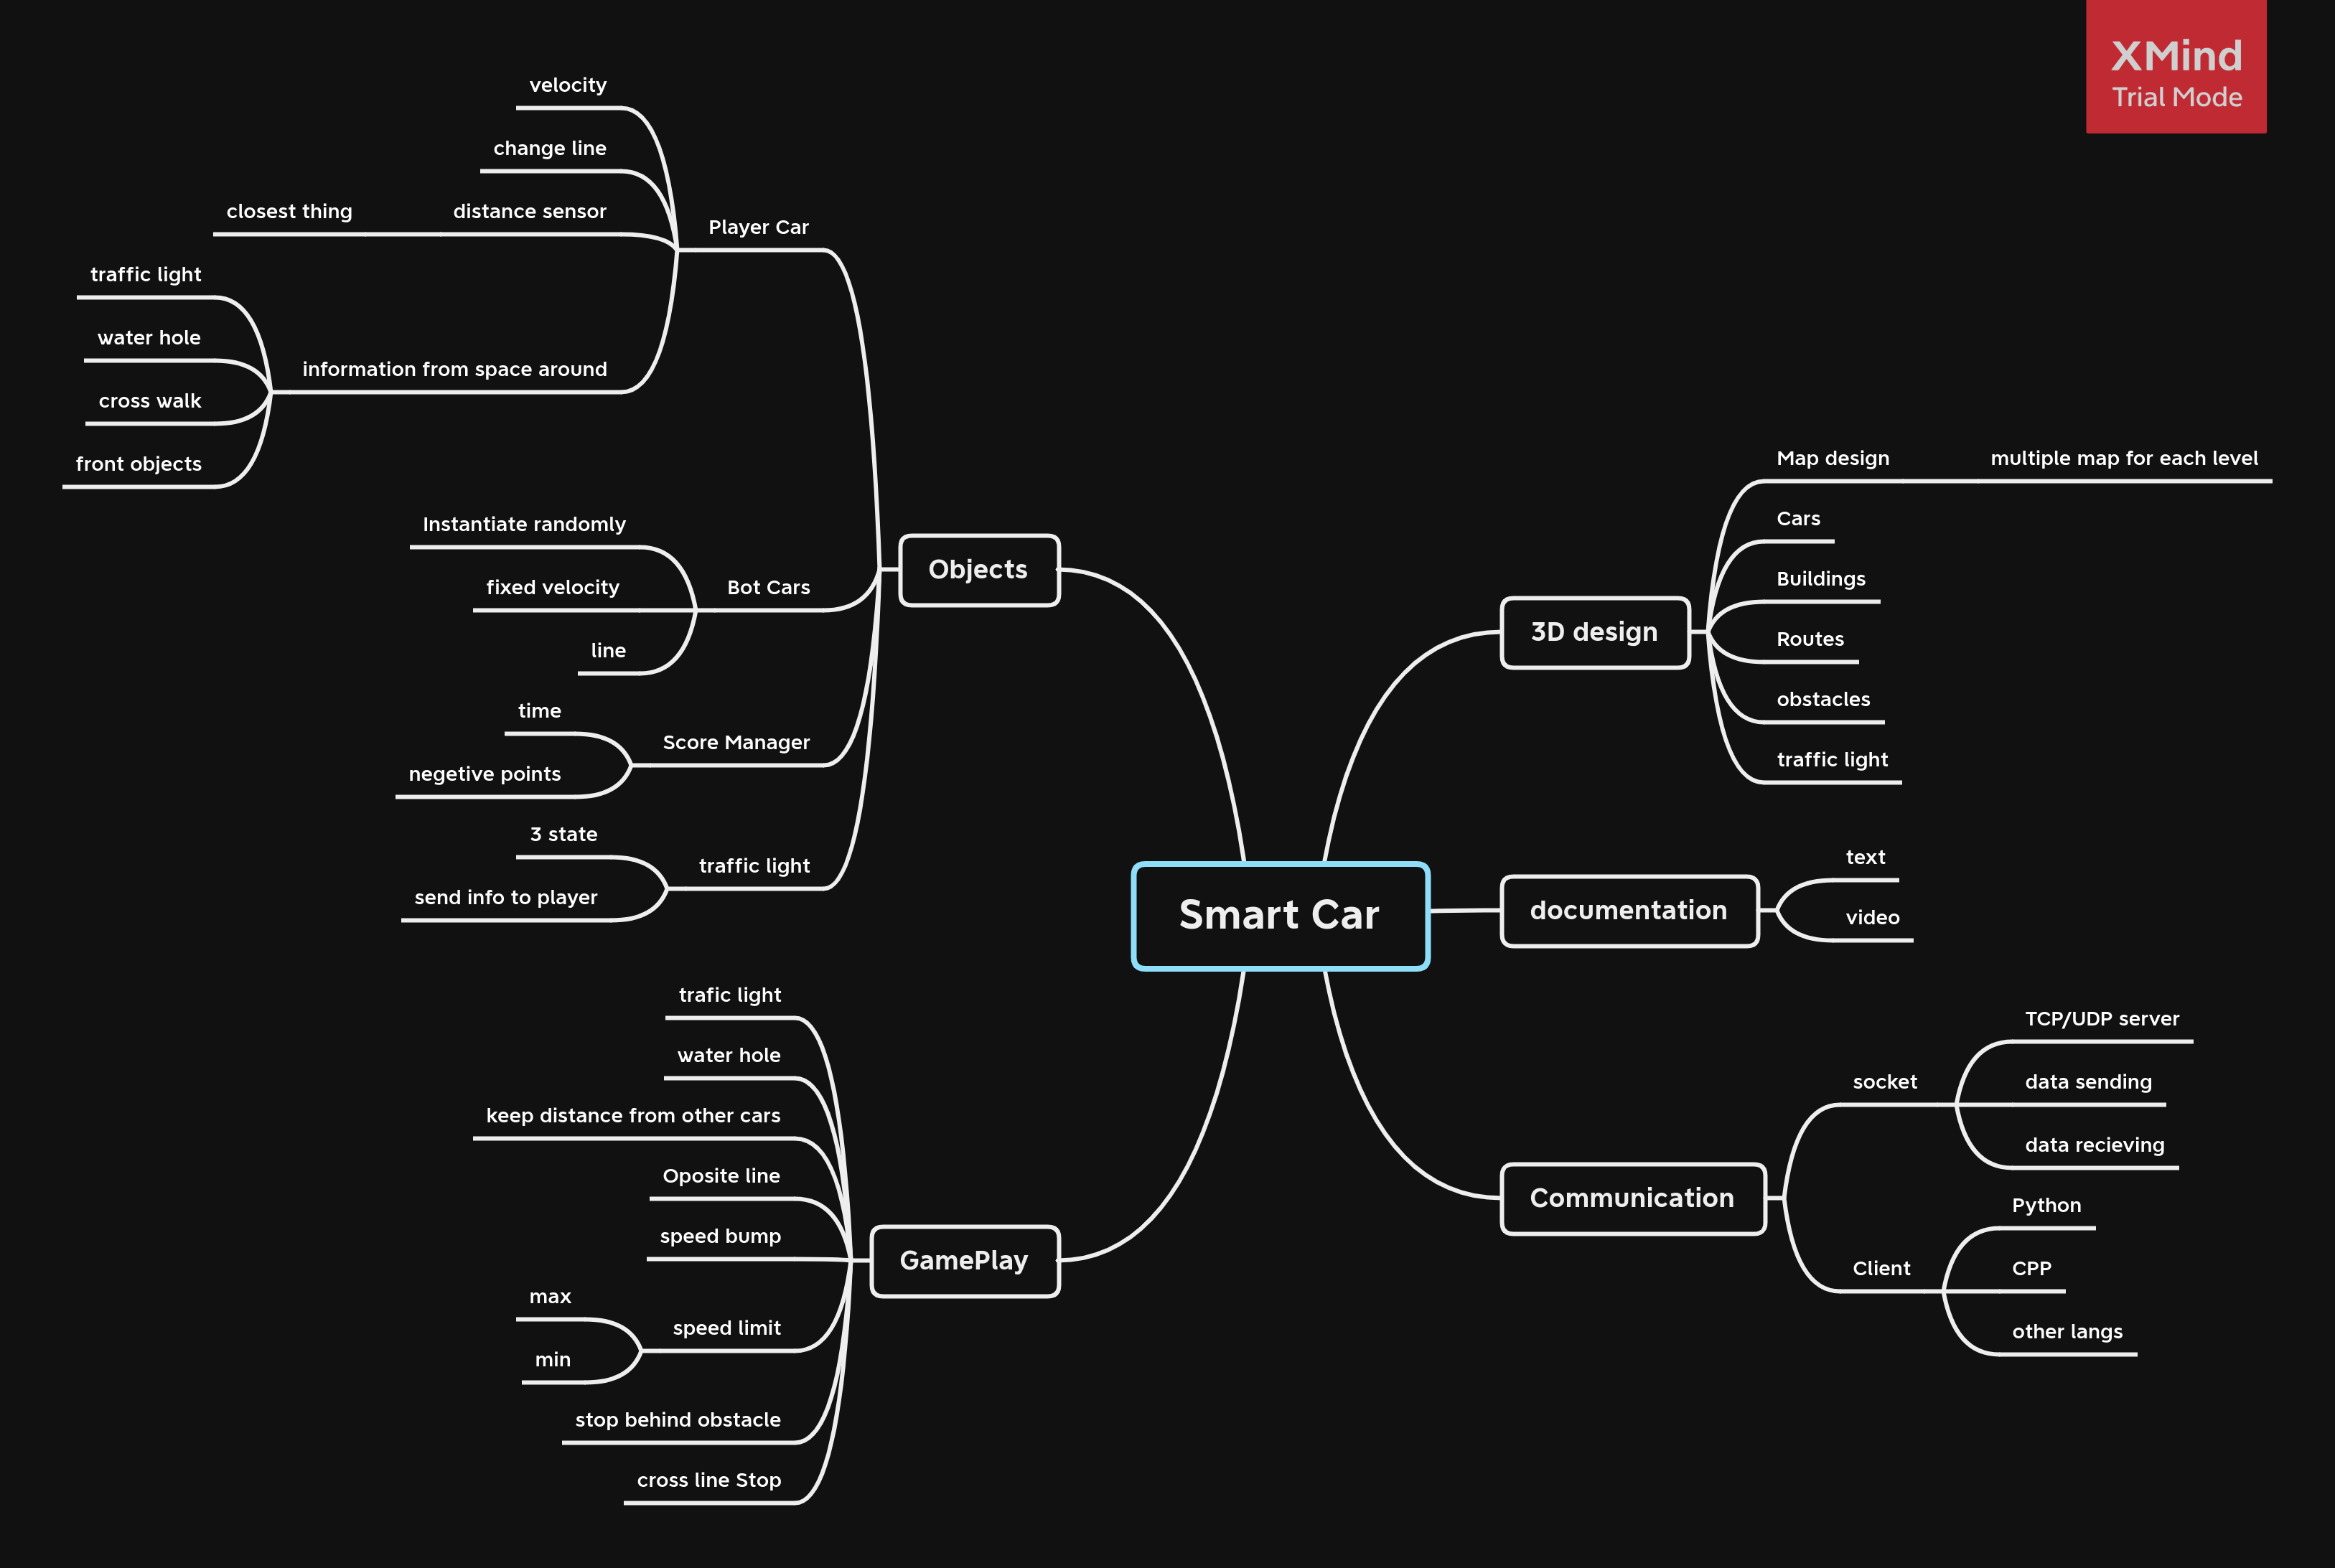 XMind
Trial Mode
velocity
change line
closest thing
distance sensor
Player Car
traffic light
water hole
information from space around
cross walk
front objects
Instantiate randomly
fixed velocity
Bot Cars
line
Objects
time
Score Manager
negetive points
3 state
traffic light
send info to player
Smart Car
trafic light
water hole
keep distance from other cars
Oposite line
speed bump
GamePlay
max
speed limit
min
stop behind obstacle
cross line Stop
Map design
multiple map for each level
Cars
Buildings
3D design
Routes
obstacles
traffic light
text
documentation
video
TCP/UDP server
socket
data sending
data recieving
Communication
Python
Client
CPP
other langs